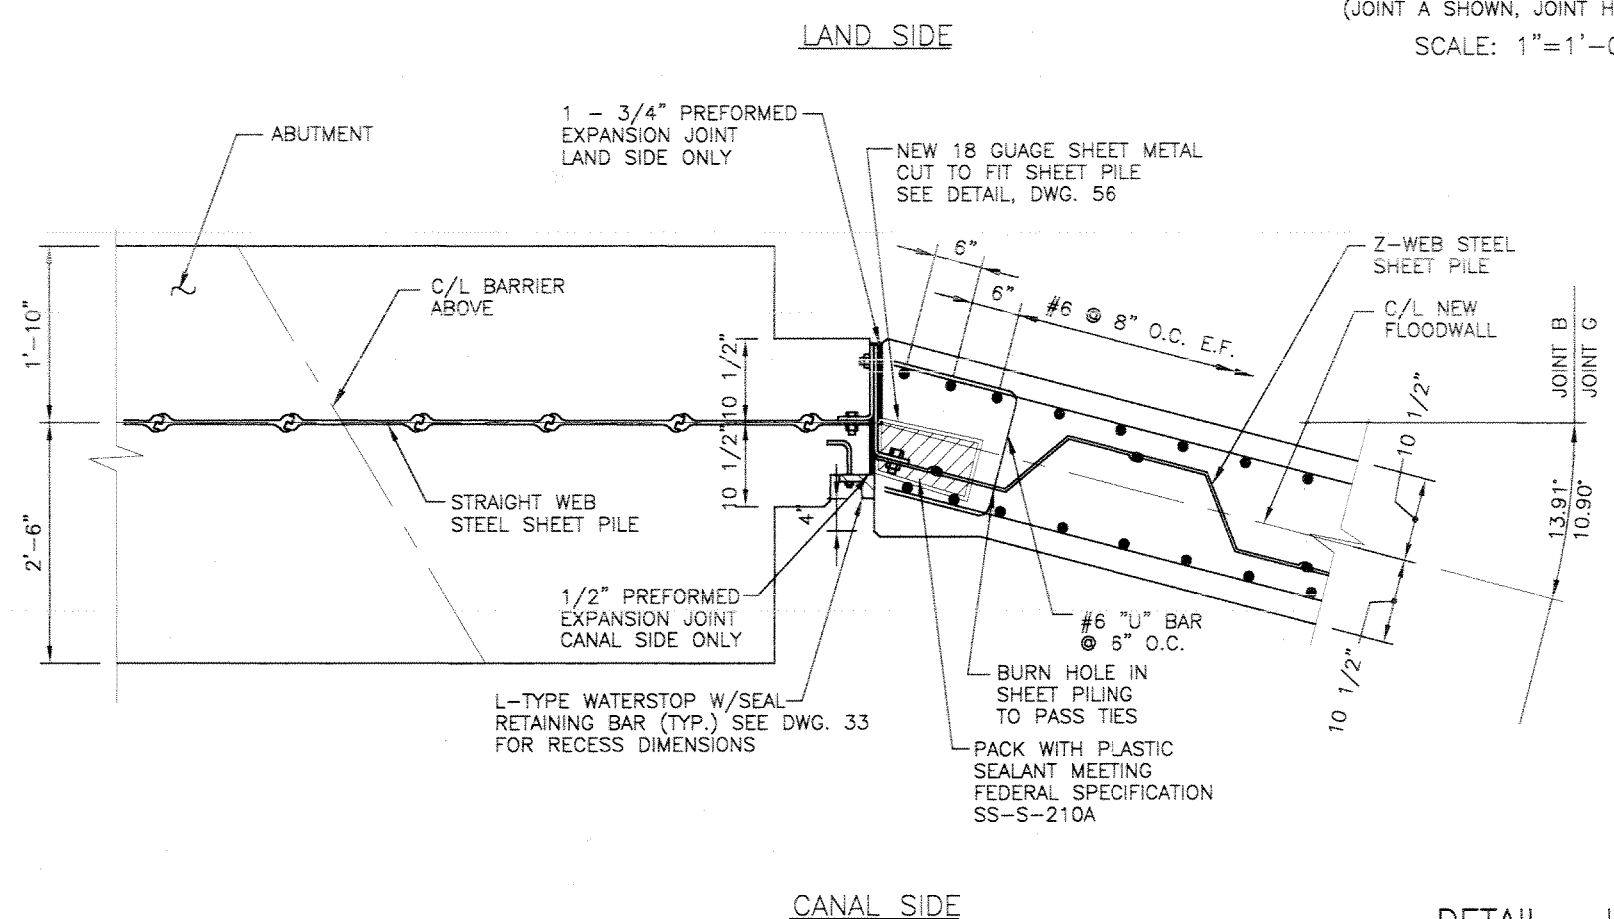 (JOINT A SHOWN, JOINT H
SCALE: 1"=1'-0
LAND SIDE
1 - 3/4" PREFORMED
EXPANSION JOINT
LAND SIDE ONLY
ABUTMENT
NEW 18 GUAGE SHEET METAL
CUT TO FIT SHEET PILE
SEE DETAIL, DWG. 56
Z-WEB STEEL
SHEET PILE
C/L BARRIER
ABOVE
6"
6"
#6 @ 8" O.C. E.F.
C/L NEW
FLOODWALL
JOINT B
JOINT G
1'-10"
10 1/2"
10 1/2"
10 1/2"
10 1/2"
13.91°
10.90°
2'-6"
4"
STRAIGHT WEB
STEEL SHEET PILE
1/2" PREFORMED
EXPANSION JOINT
CANAL SIDE ONLY
#6 "U" BAR
@ 6" O.C.
BURN HOLE IN
SHEET PILING
TO PASS TIES
L-TYPE WATERSTOP W/SEAL
RETAINING BAR (TYP.) SEE DWG. 33
FOR RECESS DIMENSIONS
PACK WITH PLASTIC
SEALANT MEETING
FEDERAL SPECIFICATION
SS-S-210A
CANAL SIDE
DETAIL